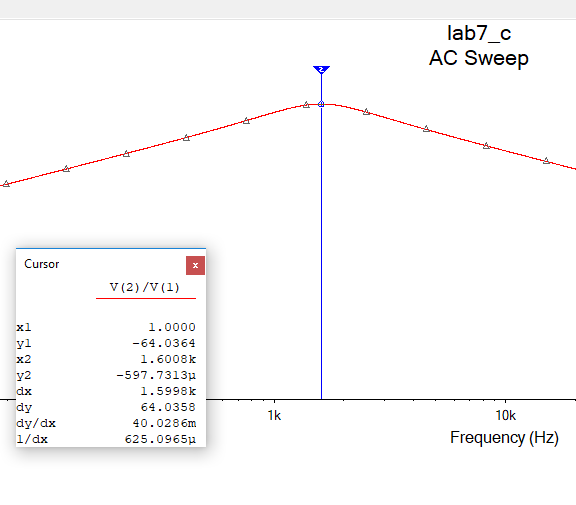 lab7_c
AC Sweep
2
Cursor
x
V(2)/V(1)
x1 1.0000
y1 -64.0364
x2 1.6008k
y2 -597.7313µ
dx 1.5998k
dy 64.0358
dy/dx 40.0286m
1/dx 625.0965µ
1k 10k
Frequency (Hz)